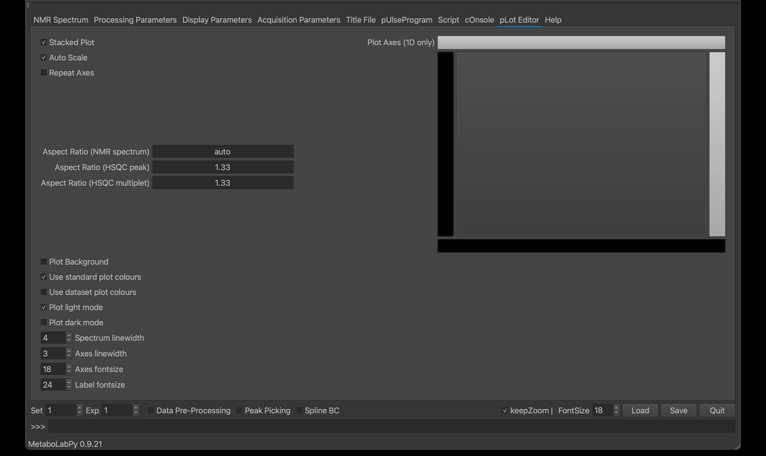 NMR Spectrum Processing Parameters Display Parameters Acquisition Parameters Title File pUlseProgram Script cOnsole pLot Editor Help
Stacked Plot
Plot Axes (1D only)
Auto Scale
Repeat Axes
Aspect Ratio (NMR spectrum) auto
Aspect Ratio (HSQC peak) 1.33
Aspect Ratio (HSQC multiplet) 1.33
Plot Background
Use standard plot colours
Use dataset plot colours
Plot light mode
Plot dark mode
4 Spectrum linewidth
3 Axes linewidth
18 Axes fontsize
24 Label fontsize
Set 1 Exp 1 Data Pre-Processing Peak Picking Spline BC keepZoom | FontSize 18 Load Save Quit
>>>
MetaboLabPy 0.9.21